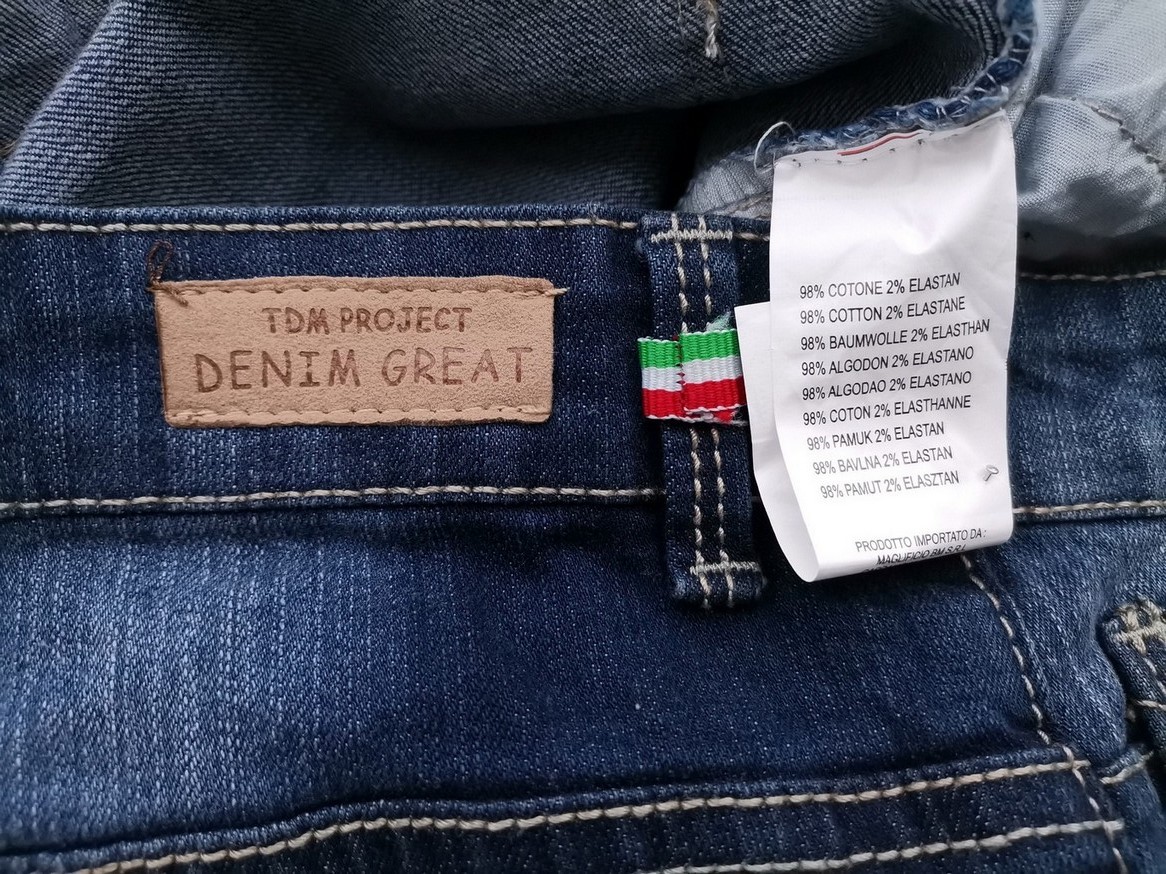 TDM PROJECT
DENIM GREAT
98% COTONE 2% ELASTAN
98% COTTON 2% ELASTANE
98% BAUMWOLLE 2% ELASTHAN
98% ALGODON 2% ELASTANO
98% ALGODAO 2% ELASTANO
98% COTON 2% ELASTHANNE
98% PAMUK 2% ELASTAN
98% BAVLNA 2% ELASTAN
98% PAMUT 2% ELASZTAN
PRODOTTO IMPORTATO DA :
MAGLIFICIO BM S.R.L